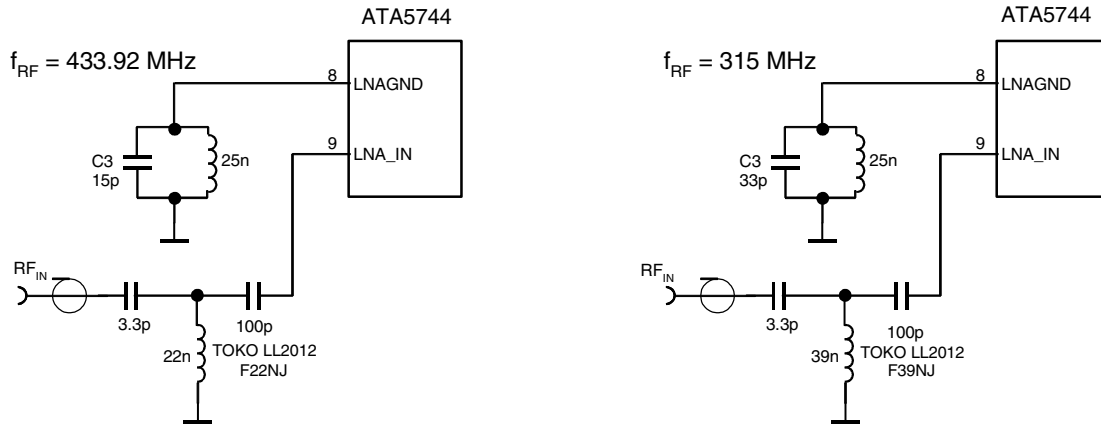 ATA5744
f_RF = 433.92 MHz
8
LNAGND
9
LNA_IN
C3
15p
25n
RF_IN
3.3p
100p
22n
TOKO LL2012
F22NJ
ATA5744
f_RF = 315 MHz
8
LNAGND
9
LNA_IN
C3
33p
25n
RF_IN
3.3p
100p
39n
TOKO LL2012
F39NJ